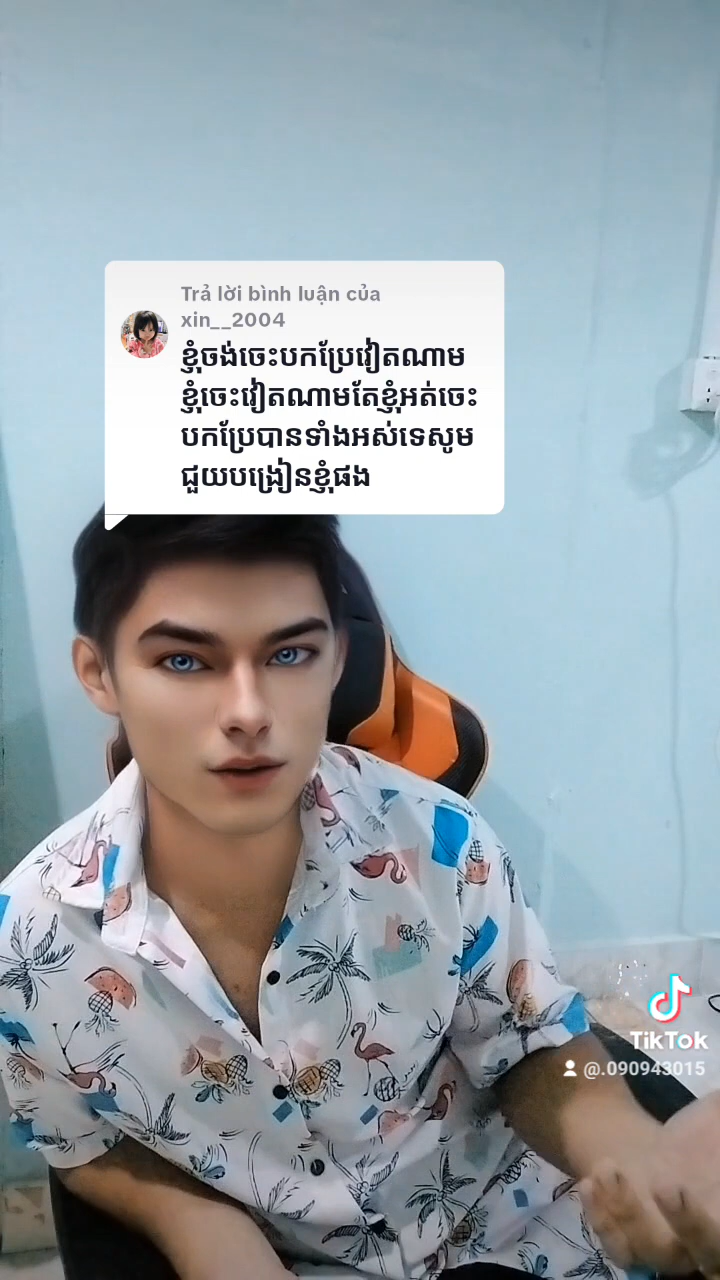 Trả lời bình luận của
xin__2004
ខ្ញុំចង់ចេះបកប្រែវៀតណាម
ខ្ញុំចេះវៀតណាមតែខ្ញុំអត់ចេះ
បកប្រែបានទាំងអស់ទេសូម
ជួយបង្រៀនខ្ញុំផង
TikTok
@.090943015